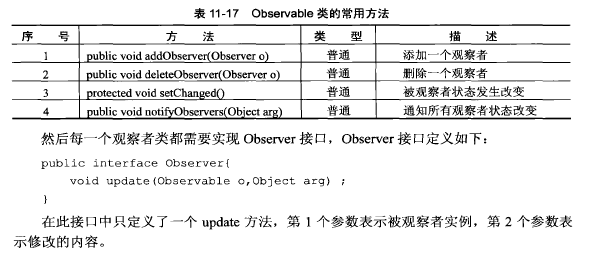 表 11-17 Observable 类的常用方法
序 号 方 法 类 型 描 述
1 public void addObserver(Observer o) 普通 添加一个观察者
2 public void deleteObserver(Observer o) 普通 删除一个观察者
3 protected void setChanged() 普通 被观察者状态发生改变
4 public void notifyObservers(Object arg) 普通 通知所有观察者状态改变
然后每一个观察者类都需要实现 Observer 接口，Observer 接口定义如下：
public interface Observer{
void update(Observable o,Object arg) ;
}
在此接口中只定义了一个 update 方法，第 1 个参数表示被观察者实例，第 2 个参数表
示修改的内容。